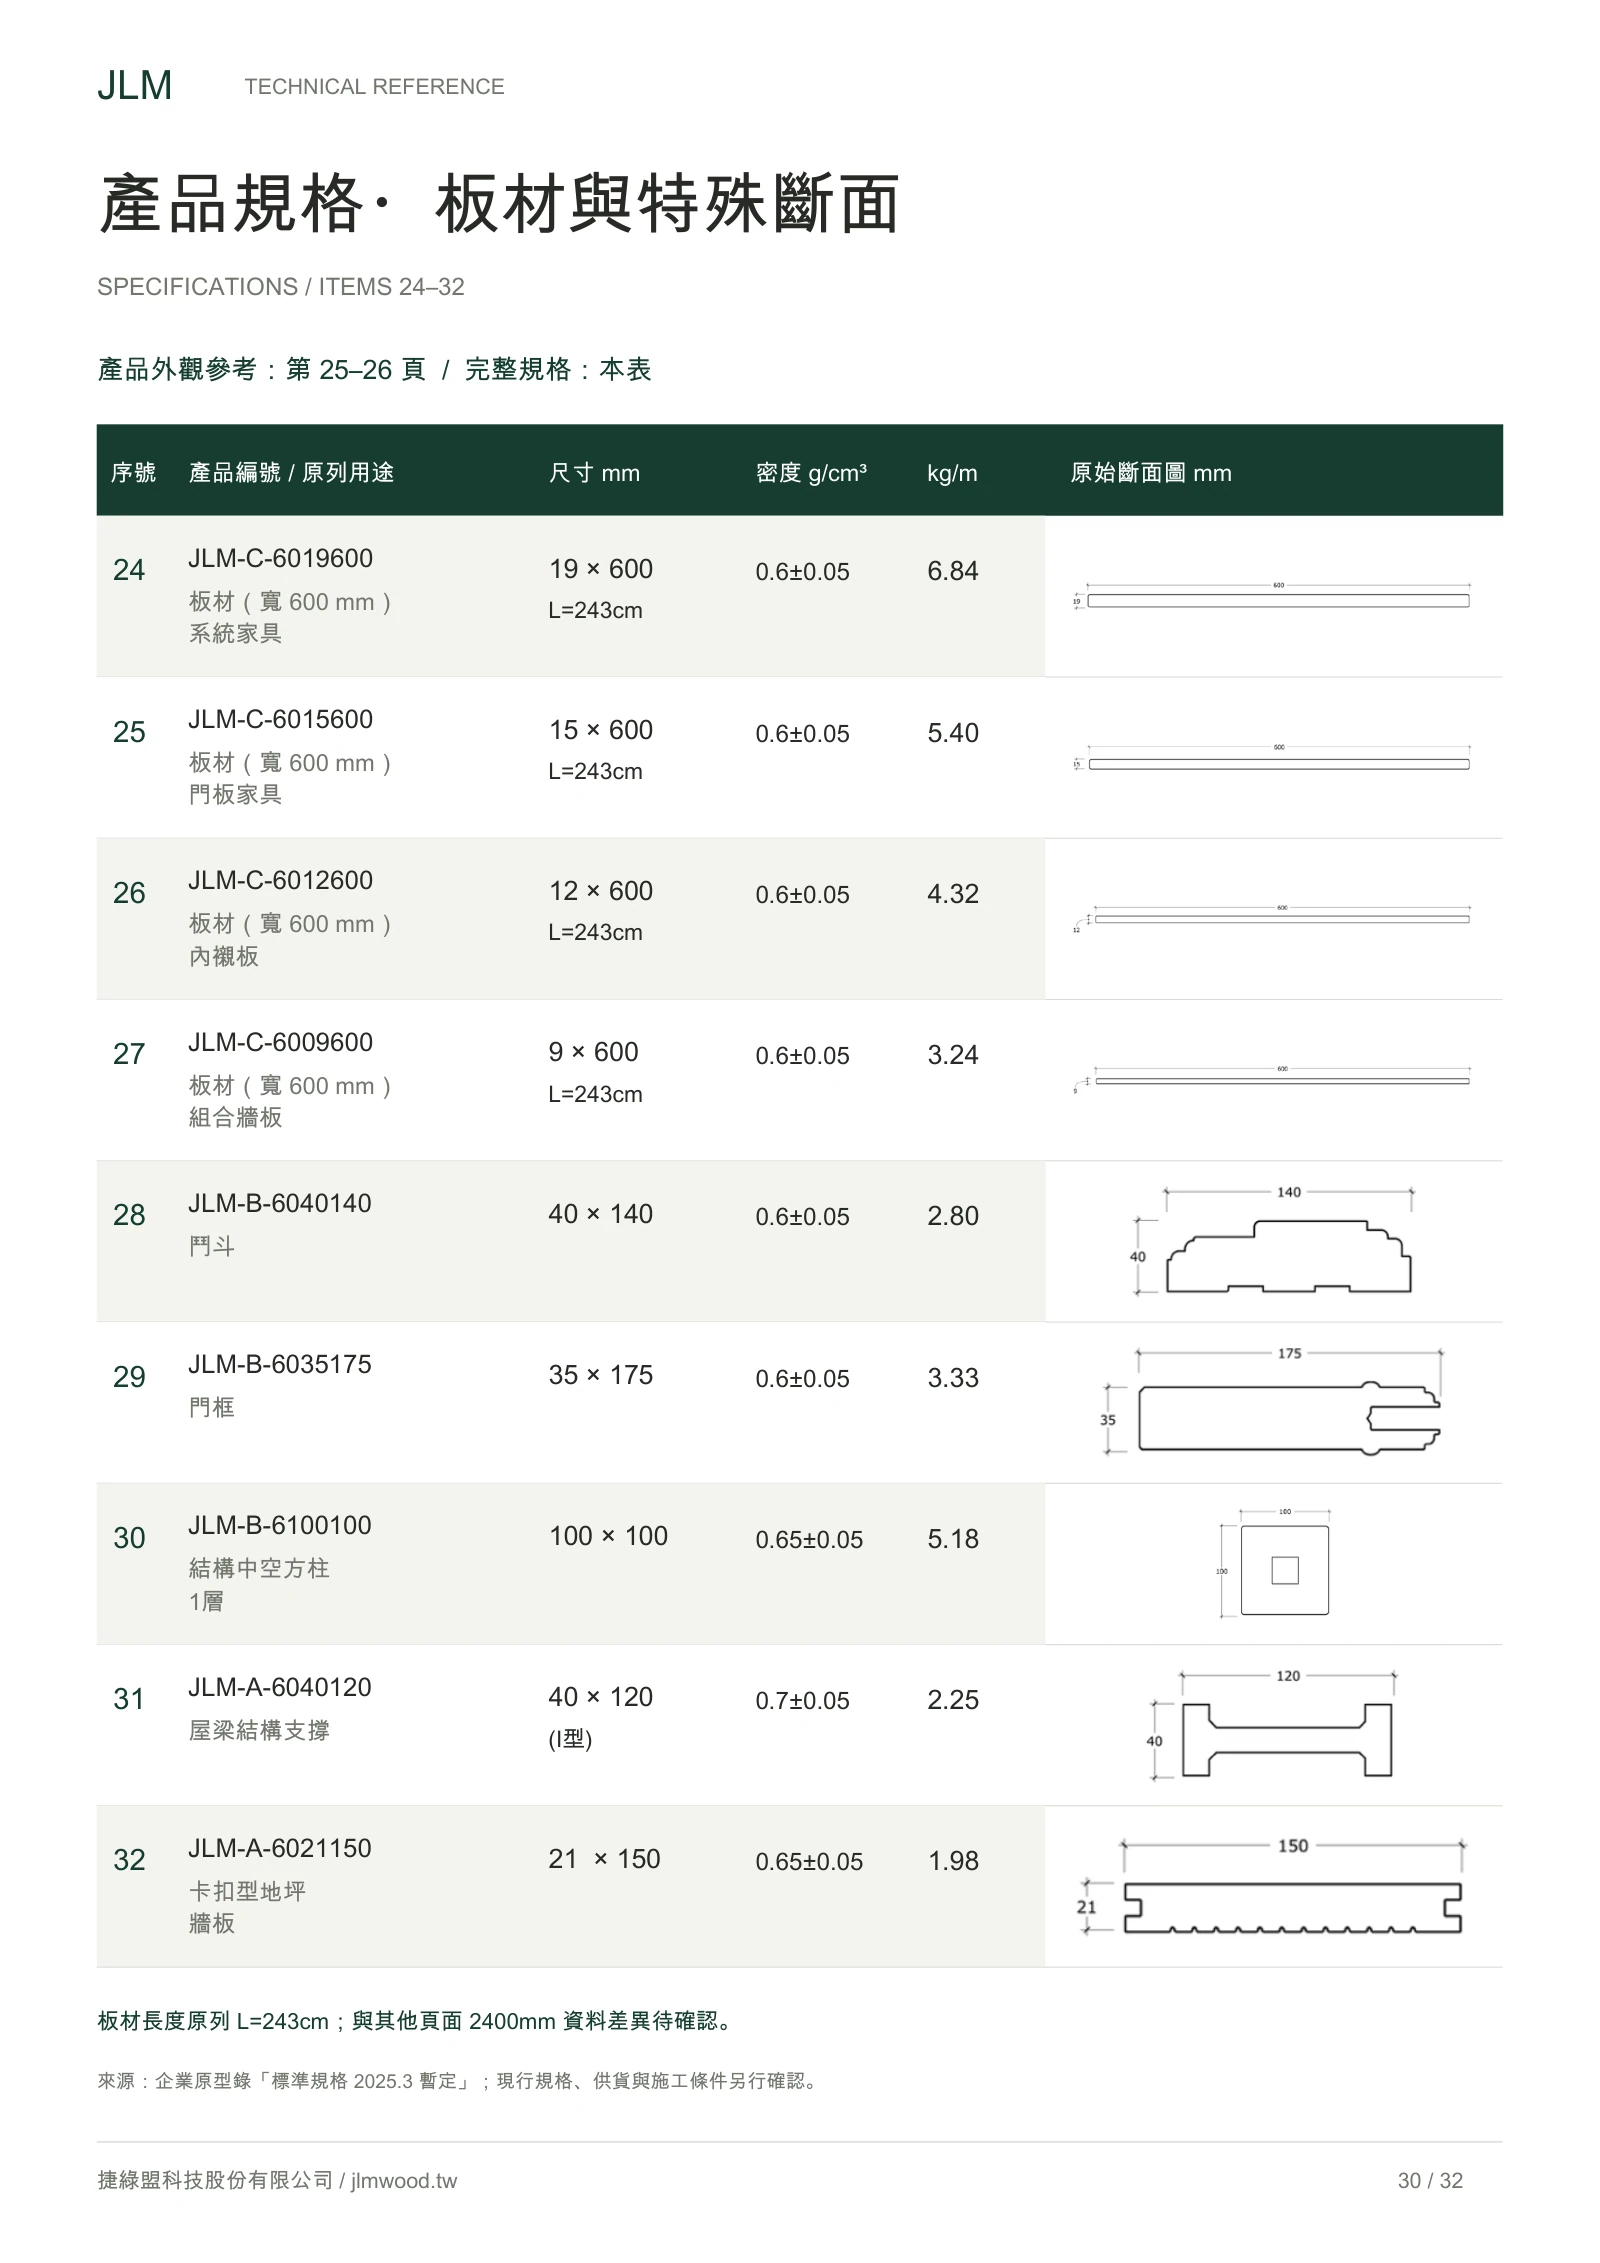 JLM TECHNICAL REFERENCE
產品規格· 板材與特殊斷面
SPECIFICATIONS / ITEMS 24–32
產品外觀參考：第 25–26 頁 / 完整規格：本表
序號 產品編號 / 原列用途 尺寸 mm 密度 g/cm³ kg/m 原始斷面圖 mm
24 JLM-C-6019600 19 × 600 0.6±0.05 6.84
板材（寬 600 mm） L=243cm
系統家具
600
19
25 JLM-C-6015600 15 × 600 0.6±0.05 5.40
板材（寬 600 mm） L=243cm
門板家具
600
15
26 JLM-C-6012600 12 × 600 0.6±0.05 4.32
板材（寬 600 mm） L=243cm
內襯板
600
12
27 JLM-C-6009600 9 × 600 0.6±0.05 3.24
板材（寬 600 mm） L=243cm
組合牆板
600
9
28 JLM-B-6040140 40 × 140 0.6±0.05 2.80
鬥斗
140
40
29 JLM-B-6035175 35 × 175 0.6±0.05 3.33
門框
175
35
30 JLM-B-6100100 100 × 100 0.65±0.05 5.18
結構中空方柱
1層
100
100
31 JLM-A-6040120 40 × 120 0.7±0.05 2.25
屋梁結構支撐 (I型)
120
40
32 JLM-A-6021150 21 × 150 0.65±0.05 1.98
卡扣型地坪
牆板
150
21
板材長度原列 L=243cm；與其他頁面 2400mm 資料差異待確認。
來源：企業原型錄「標準規格 2025.3 暫定」；現行規格、供貨與施工條件另行確認。
捷綠盟科技股份有限公司 / jlmwood.tw 30 / 32